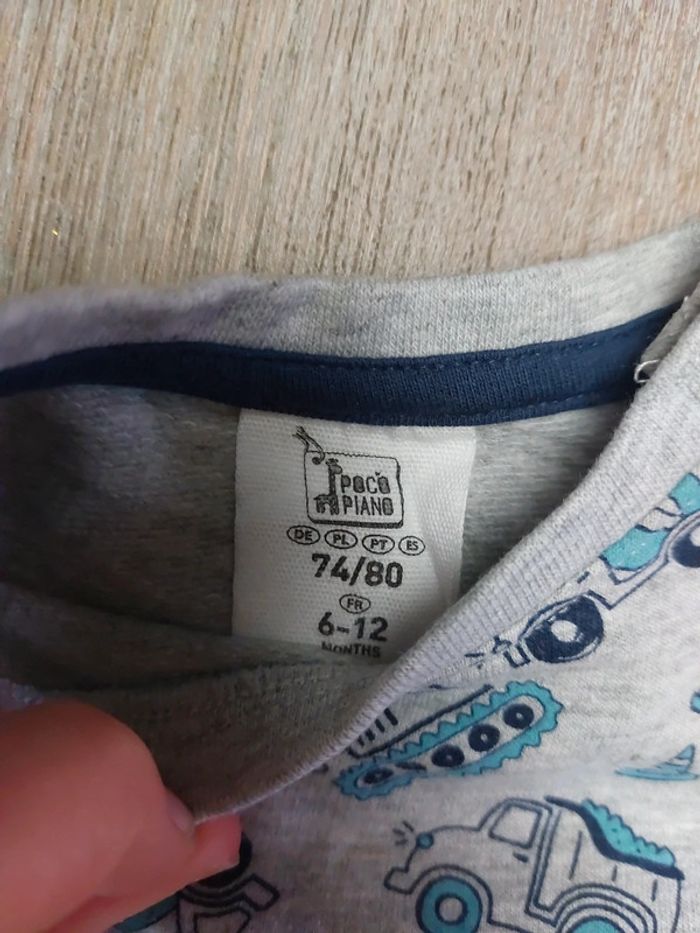 POCO
PIANO
DE PL PT ES
74/80
FR
6-12
MONTHS